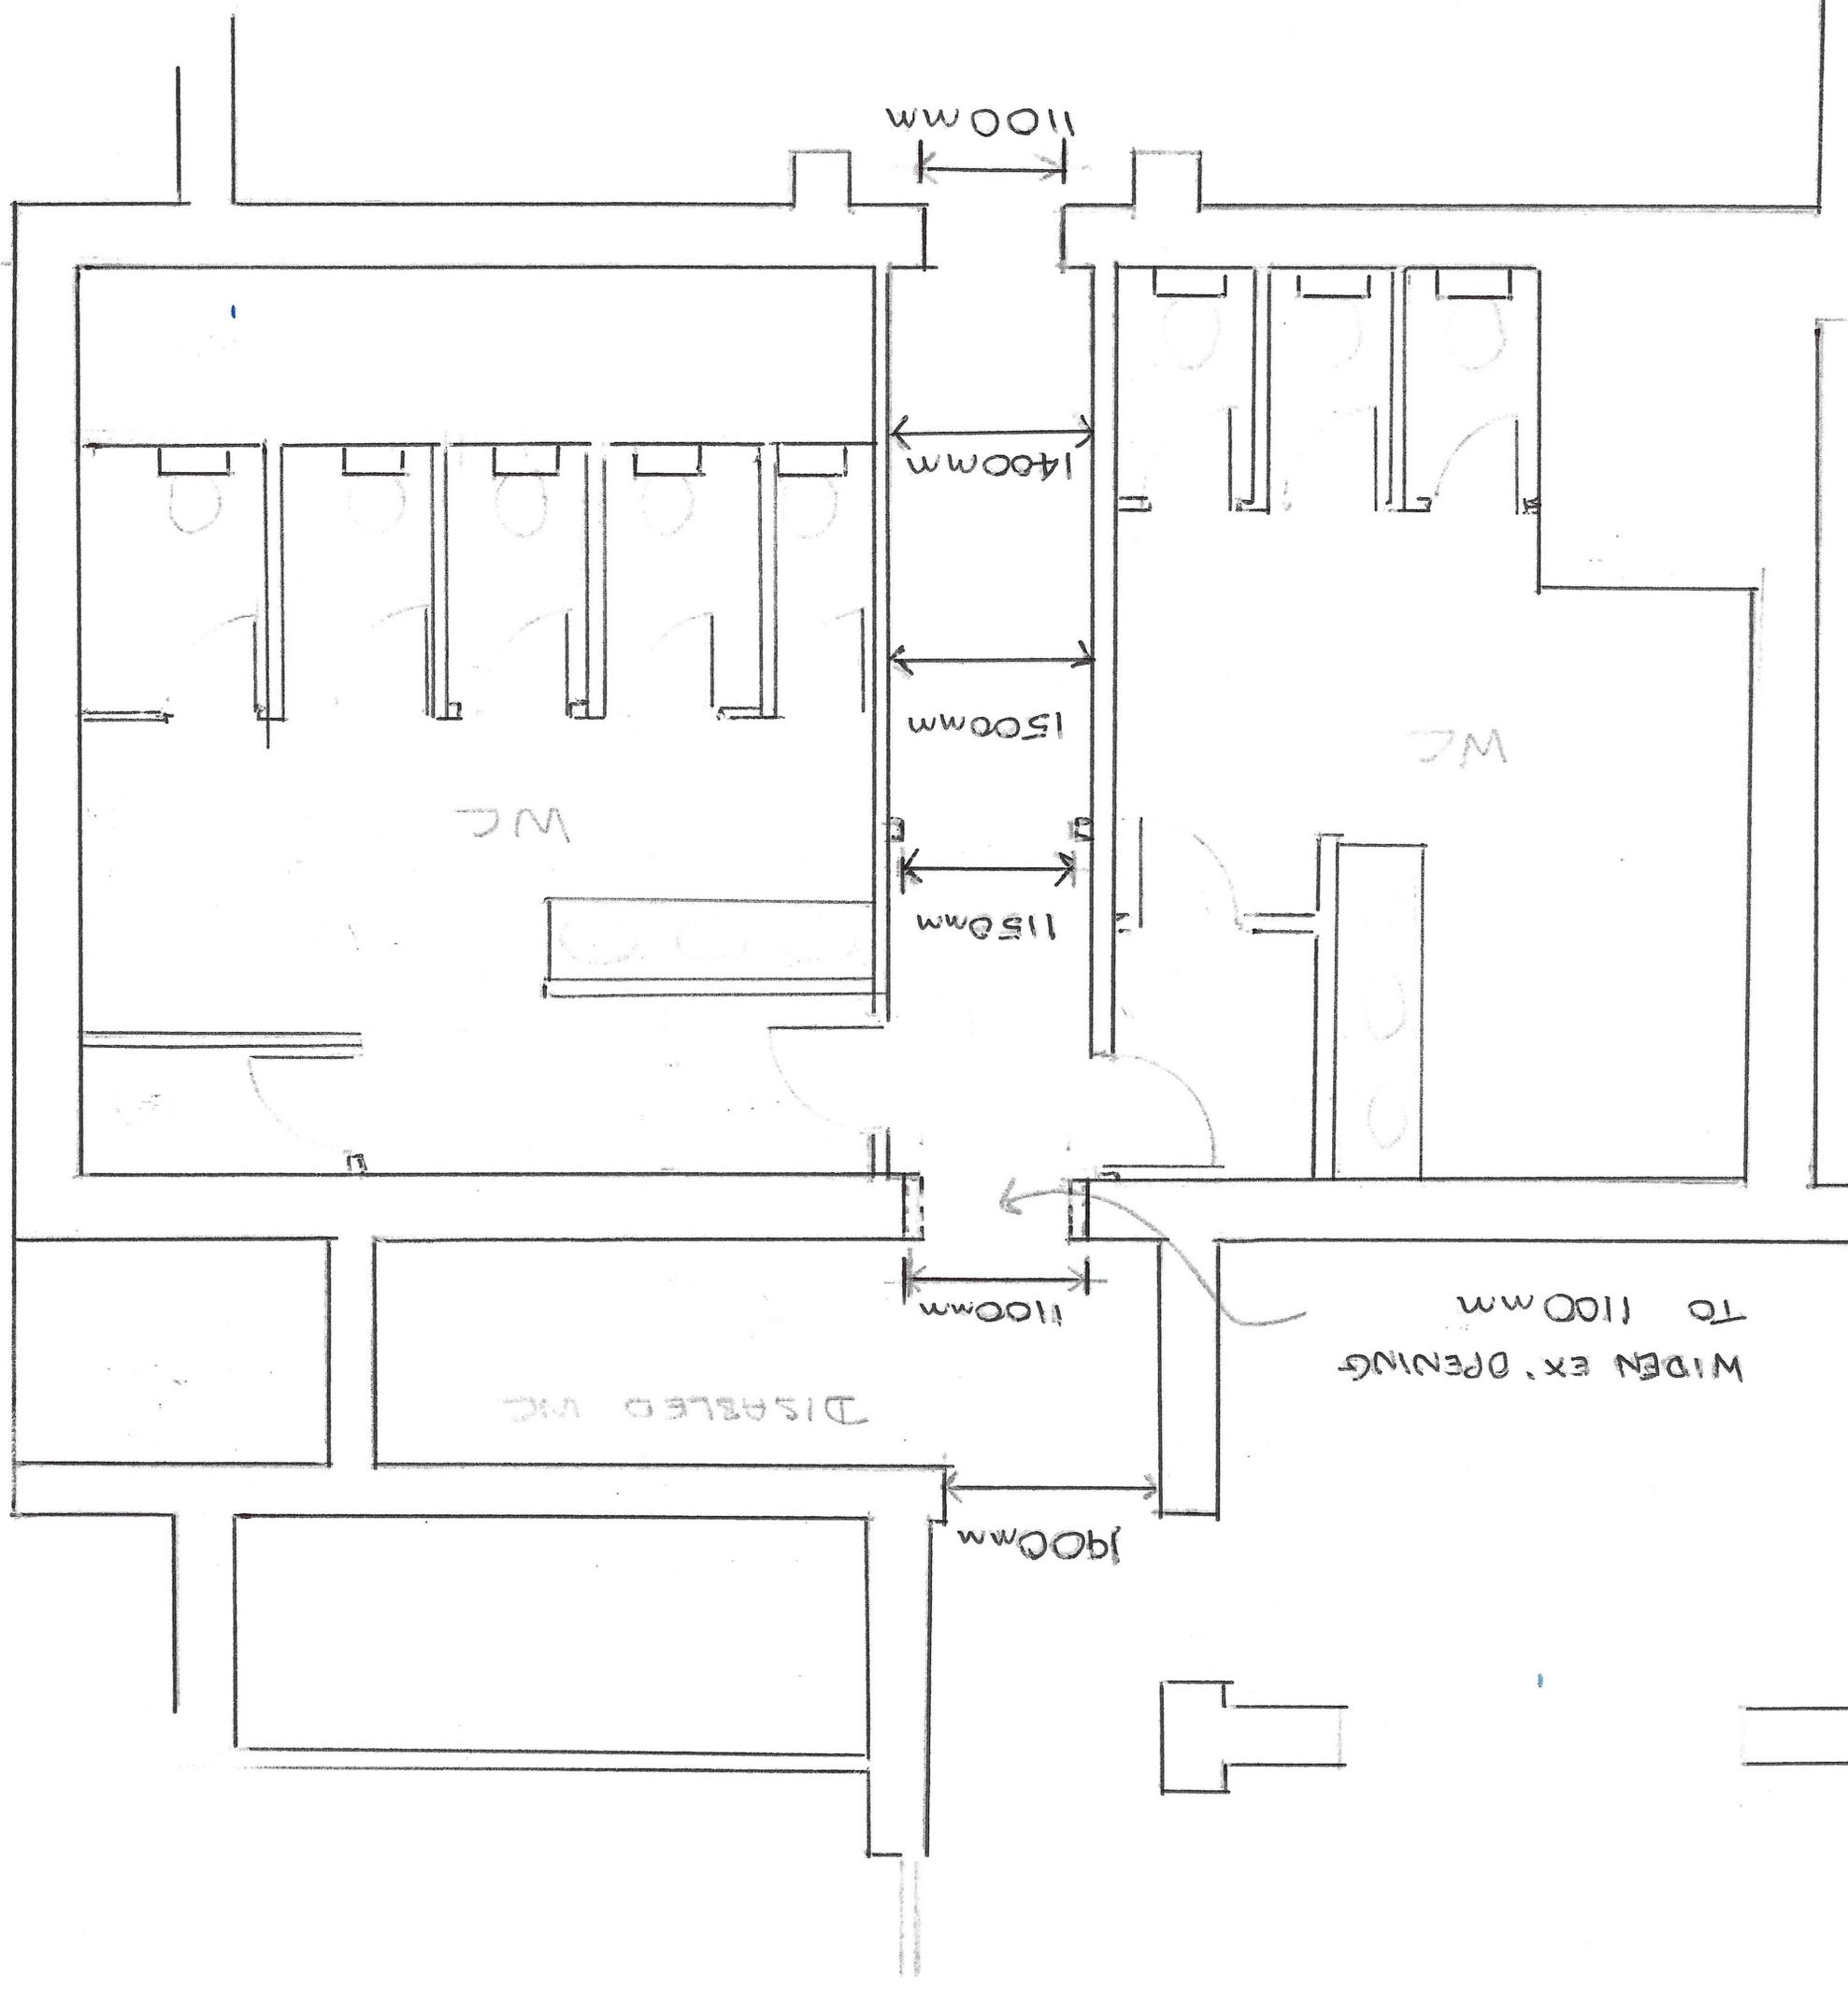 1900mm
WIDEN EX. OPENING
TO 1100mm
DISABLED WC
1100mm
1150mm
WC
WC
1500mm
1400mm
1100mm